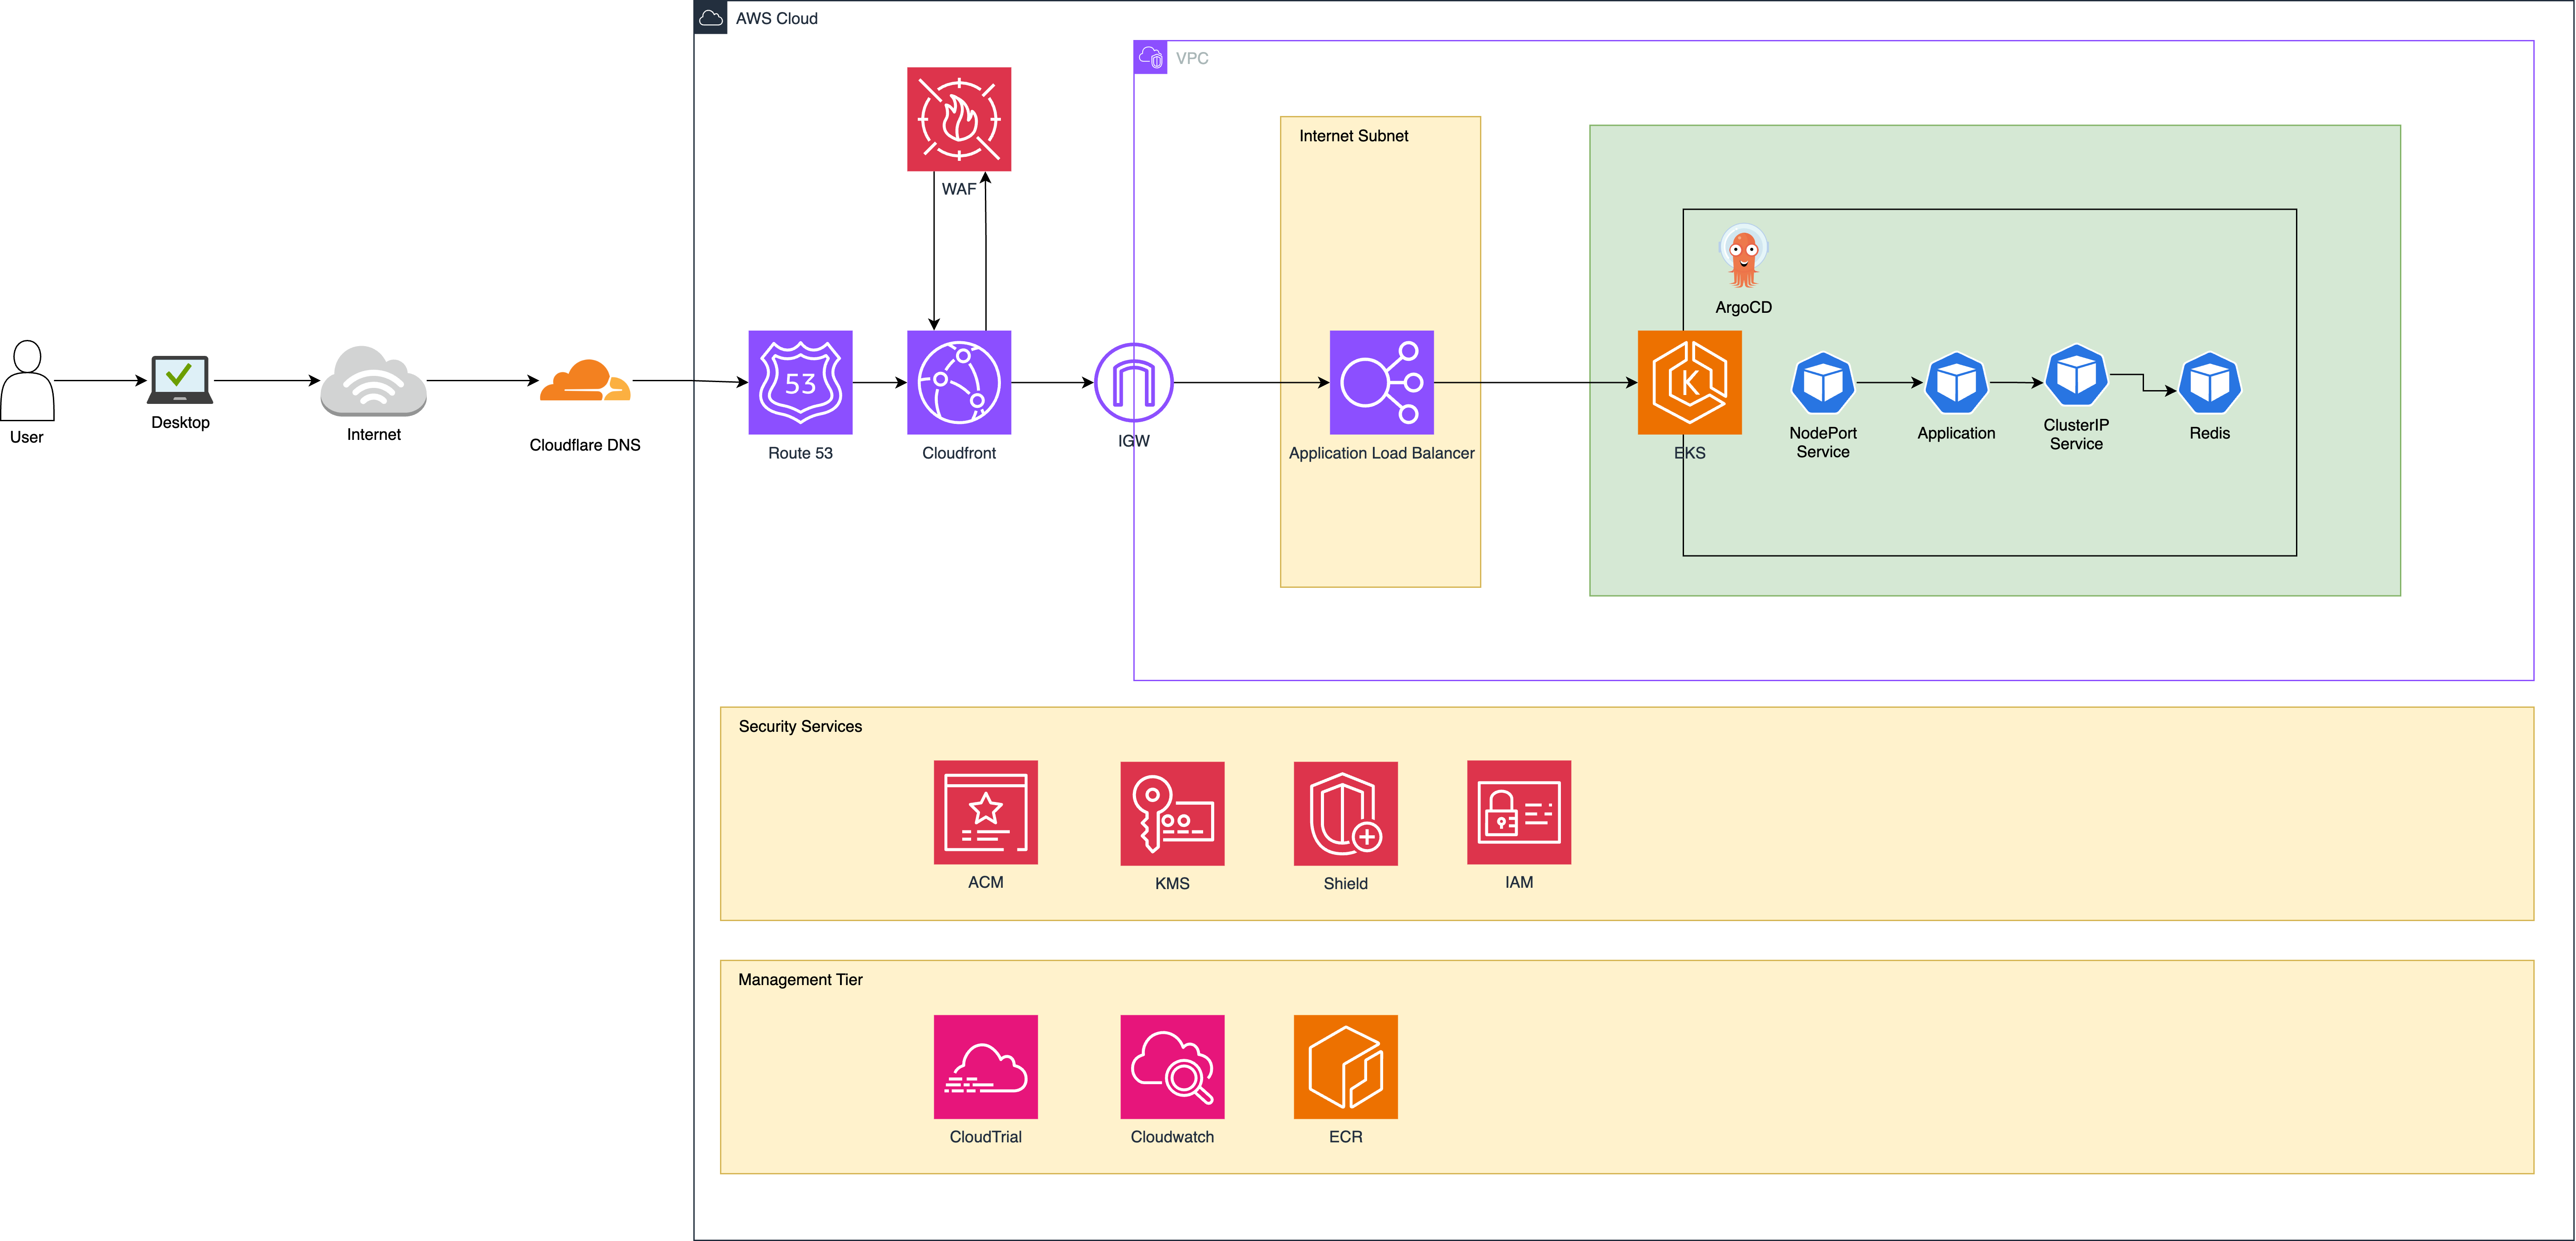 AWS Cloud
VPC
WAF
Internet Subnet
ArgoCD
User
Desktop
Internet
Cloudflare DNS
53
Route 53
Cloudfront
IGW
Application Load Balancer
K
EKS
NodePort
Service
Application
ClusterIP
Service
Redis
Security Services
ACM
KMS
Shield
IAM
Management Tier
CloudTrial
Cloudwatch
ECR